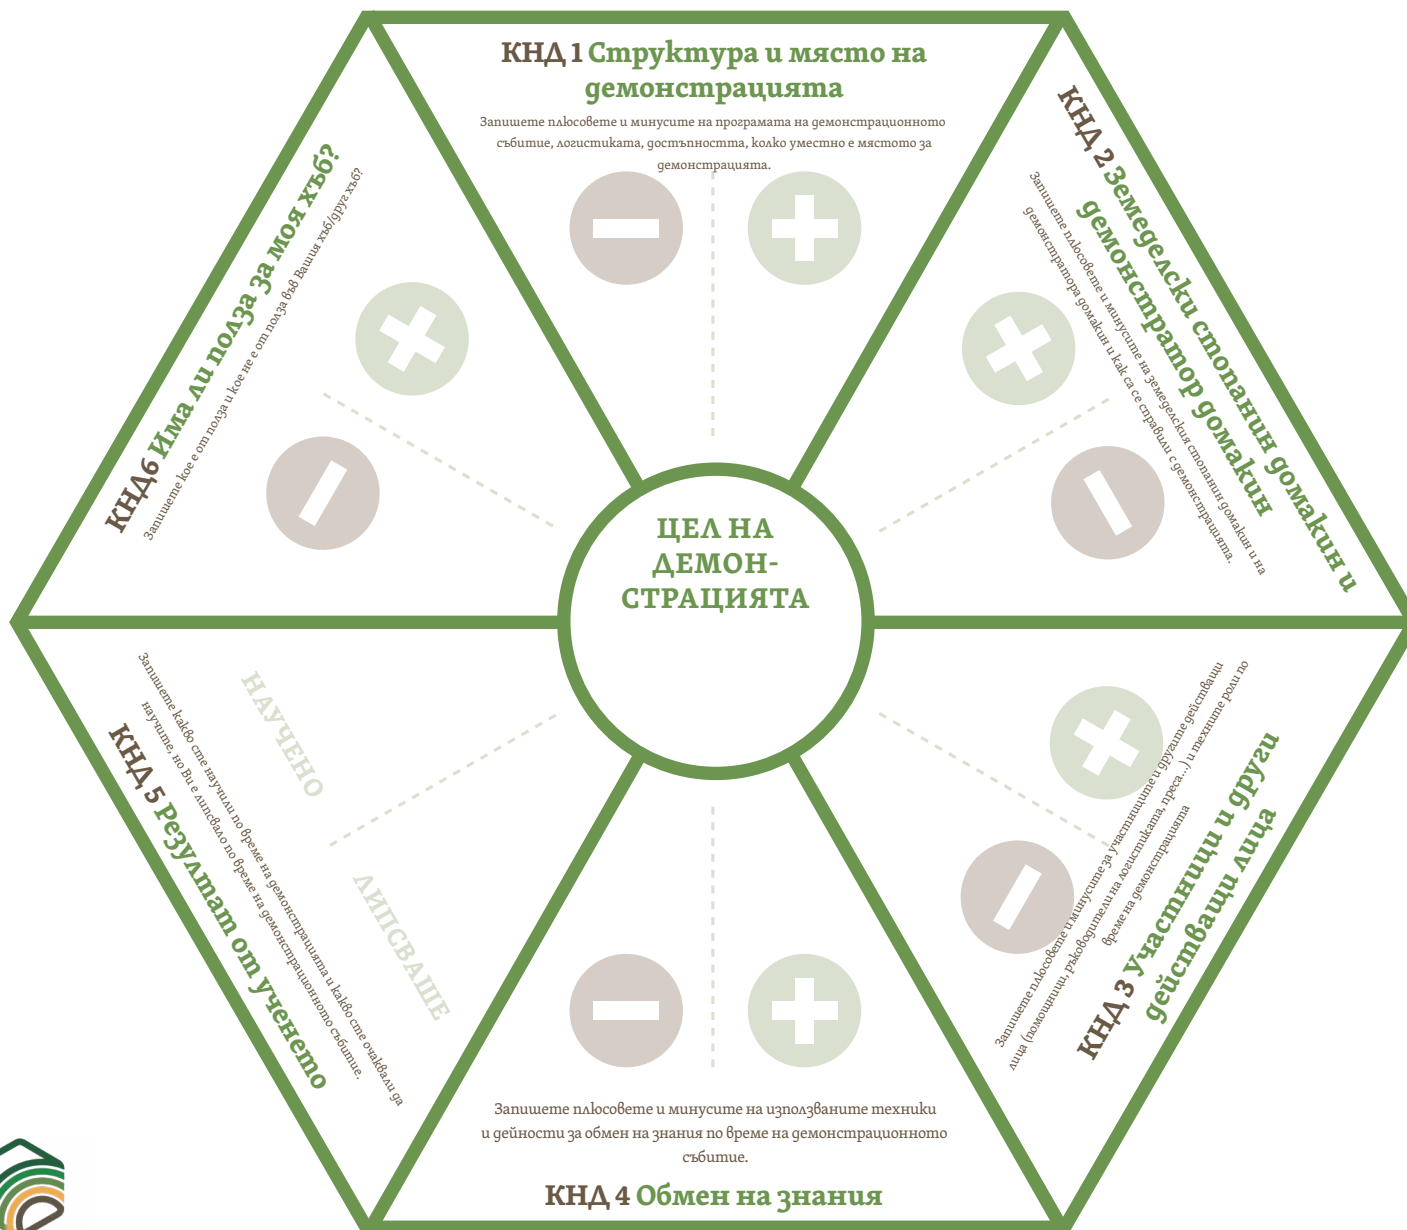 КНД 1 Структура и място на
демонстрацията
Запишете плюсовете и минусите на програмата на демонстрационното
събитие, логистиката, достъпността, колко уместно е мястото за
демонстрацията.
КНД 2 Земеделски стопанин домакин и
демонстратор домакин
Запишете плюсовете и минусите на земеделския стопанин домакин и на
демонстратора домакин и как са се справили с демонстрацията.
Запишете плюсовете и минусите за участниците и другите действащи
лица (помощници, ръководители на логистиката, преса...) и техните роли по
време на демонстрацията
КНД 3 Участници и други
действащи лица
Запишете плюсовете и минусите на използваните техники
и дейности за обмен на знания по време на демонстрационното
събитие.
КНД 4 Обмен на знания
Запишете какво сте научили по време на демонстрацията и какво сте очаквали да
научите, но Ви е липсвало по време на демонстрационното събитие.
КНД 5 Резултат от ученето
НАУЧЕНО
ЛИПСВАШЕ
КНД6 Има ли полза за моя хъб?
Запишете кое е от полза и кое не е от полза във Вашия хъб/друг хъб?
ЦЕЛ НА
ДЕМОН-
СТРАЦИЯТА